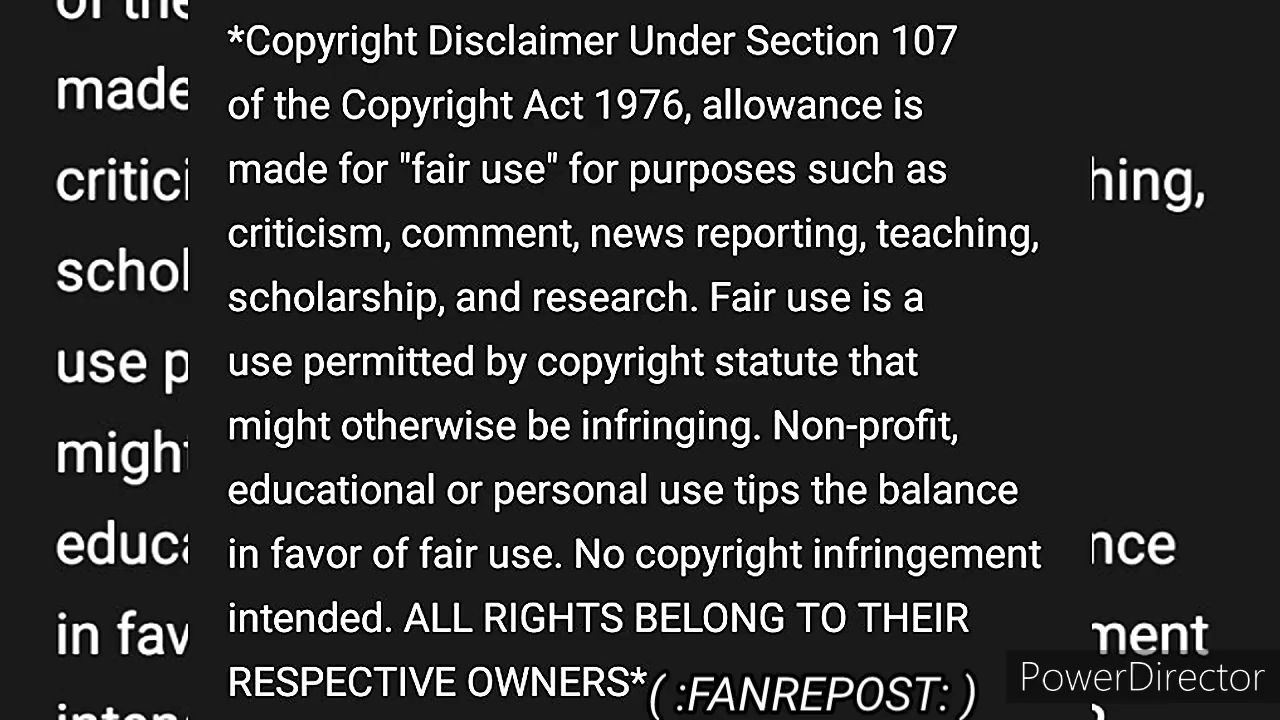 *Copyright Disclaimer Under Section 107
of the Copyright Act 1976, allowance is
made for "fair use" for purposes such as
criticism, comment, news reporting, teaching,
scholarship, and research. Fair use is a
use permitted by copyright statute that
might otherwise be infringing. Non-profit,
educational or personal use tips the balance
in favor of fair use. No copyright infringement
intended. ALL RIGHTS BELONG TO THEIR
RESPECTIVE OWNERS*
( :FANREPOST: )
PowerDirector